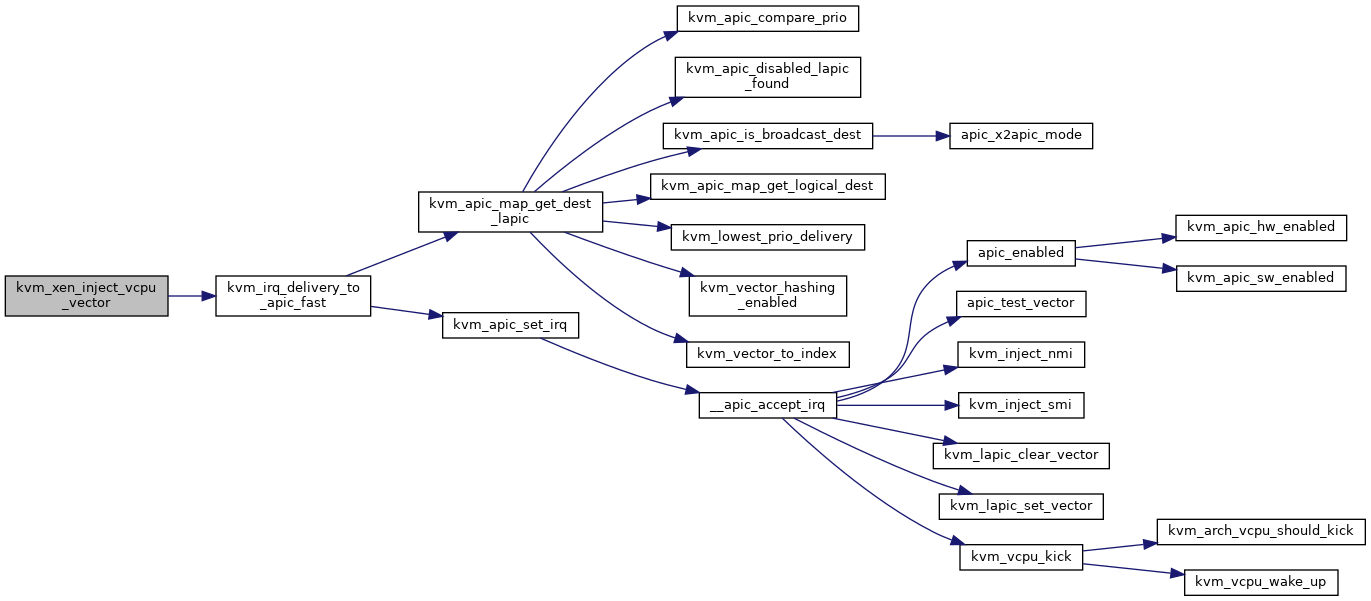 kvm_xen_inject_vcpu
_vector
kvm_irq_delivery_to
_apic_fast
kvm_apic_map_get_dest
_lapic
kvm_apic_set_irq
kvm_apic_compare_prio
kvm_apic_disabled_lapic
_found
kvm_apic_is_broadcast_dest
kvm_apic_map_get_logical_dest
kvm_lowest_prio_delivery
kvm_vector_hashing
_enabled
kvm_vector_to_index
__apic_accept_irq
apic_x2apic_mode
apic_enabled
apic_test_vector
kvm_inject_nmi
kvm_inject_smi
kvm_lapic_clear_vector
kvm_lapic_set_vector
kvm_vcpu_kick
kvm_apic_hw_enabled
kvm_apic_sw_enabled
kvm_arch_vcpu_should_kick
kvm_vcpu_wake_up